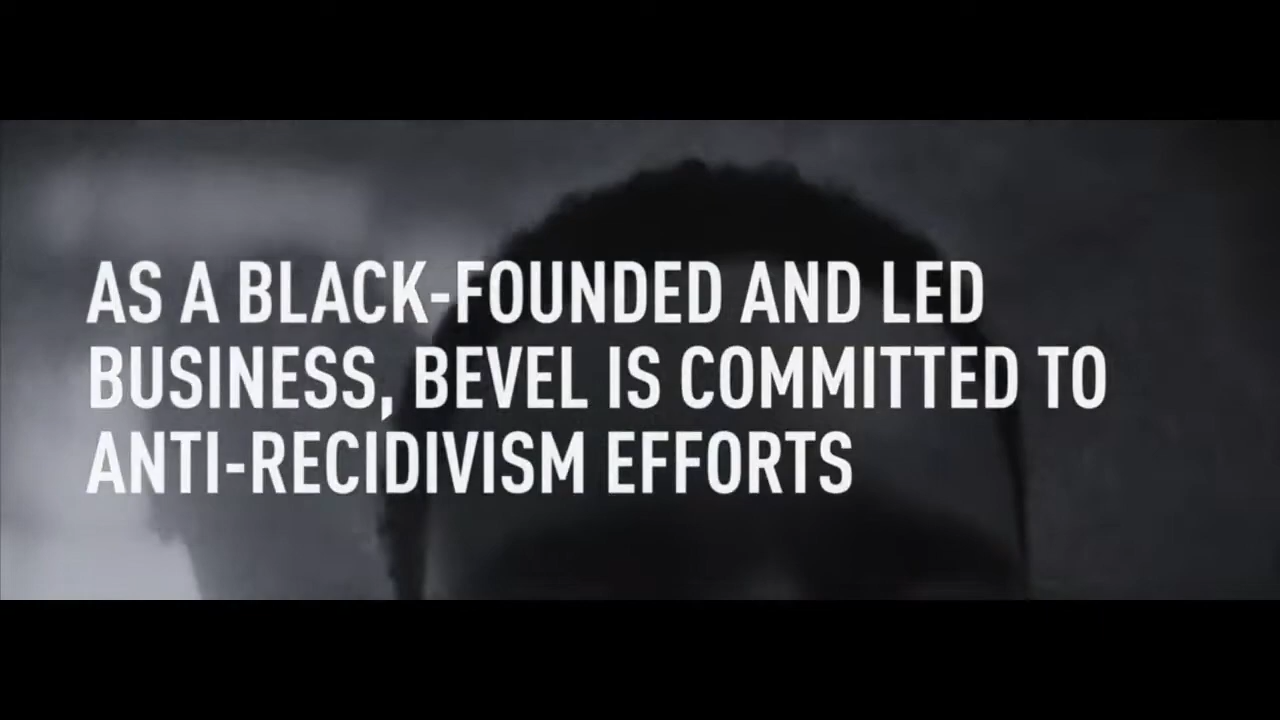 AS A BLACK-FOUNDED AND LED
BUSINESS, BEVEL IS COMMITTED TO
ANTI-RECIDIVISM EFFORTS